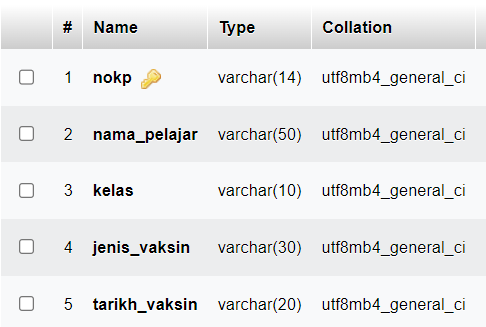 # Name Type Collation
1 nokp varchar(14) utf8mb4_general_ci
2 nama_pelajar varchar(50) utf8mb4_general_ci
3 kelas varchar(10) utf8mb4_general_ci
4 jenis_vaksin varchar(30) utf8mb4_general_ci
5 tarikh_vaksin varchar(20) utf8mb4_general_ci